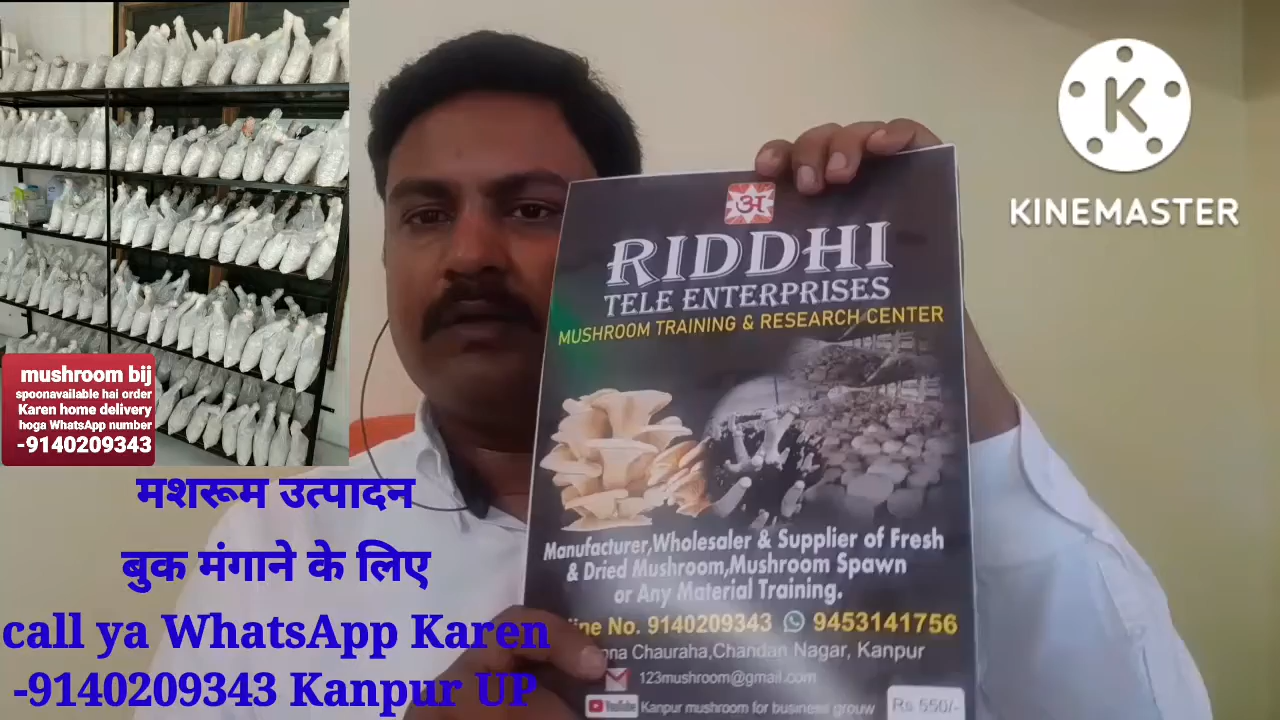 mushroom bij
spoonavailable hai order
Karen home delivery
hoga WhatsApp number
-9140209343
मशरूम उत्पादन
बुक मंगाने के लिए
call ya WhatsApp Karen
-9140209343 Kanpur UP
K
KINEMASTER
अ
RIDDHI
TELE ENTERPRISES
MUSHROOM TRAINING & RESEARCH CENTER
Manufacturer,Wholesaler & Supplier of Fresh
& Dried Mushroom,Mushroom Spawn
or Any Material Training.
No. 9140209343 9453141756
Chauraha,Chandan Nagar, Kanpur
123mushroom@gmail.com
YouTube Kanpur mushroom for business grouw
Rs 550/-